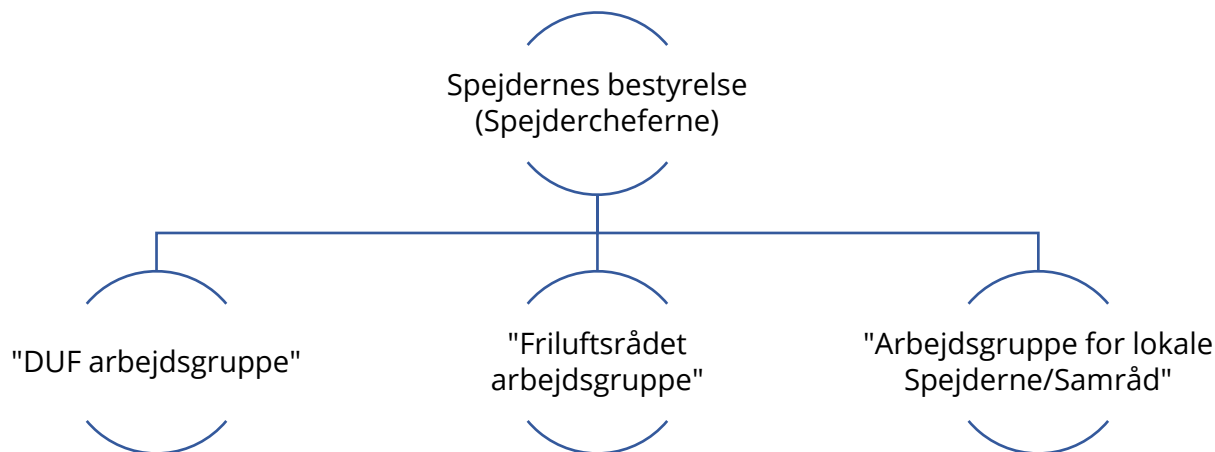 Spejdernes bestyrelse
(Spejdercheferne)
"DUF arbejdsgruppe"
"Friluftsrådet
arbejdsgruppe"
"Arbejdsgruppe for lokale
Spejderne/Samråd"